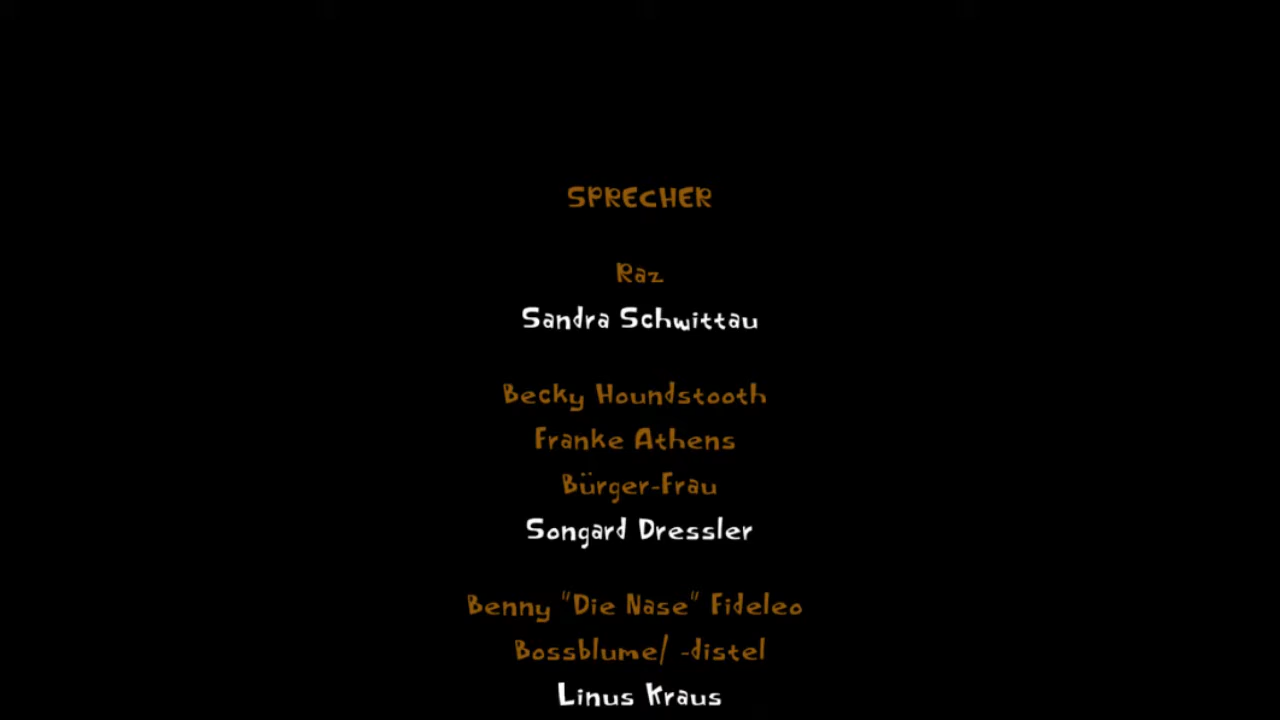 SPRECHER
Raz
Sandra Schwittau
Becky Houndstooth
Franke Athens
Bürger-Frau
Songard Dressler
Benny "Die Nase" Fideleo
Bossblume/ -distel
Linus Kraus